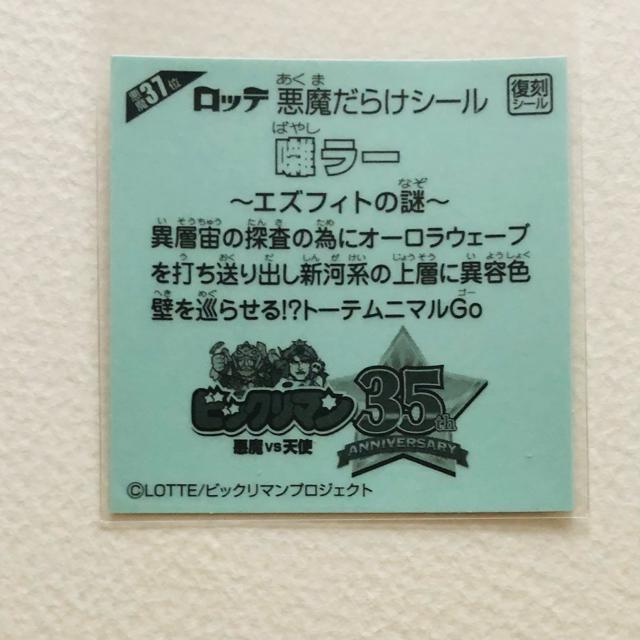 悪魔37位
ロッテ 悪魔だらけシール
あくま
復刻
シール
ばやし
囃ラー
なぞ
〜エズフィトの謎〜
い そうちゅう たんさ ため
異層宙の探査の為にオーロラウェーブ
う おく だ しんがけい じょうそう いようしょく
を打ち送り出し新河系の上層に異容色
へき めぐ ゴー
壁を巡らせる!?トーテムニマルGo
ビックリマン
悪魔VS天使
35th
ANNIVERSARY
©LOTTE/ビックリマンプロジェクト